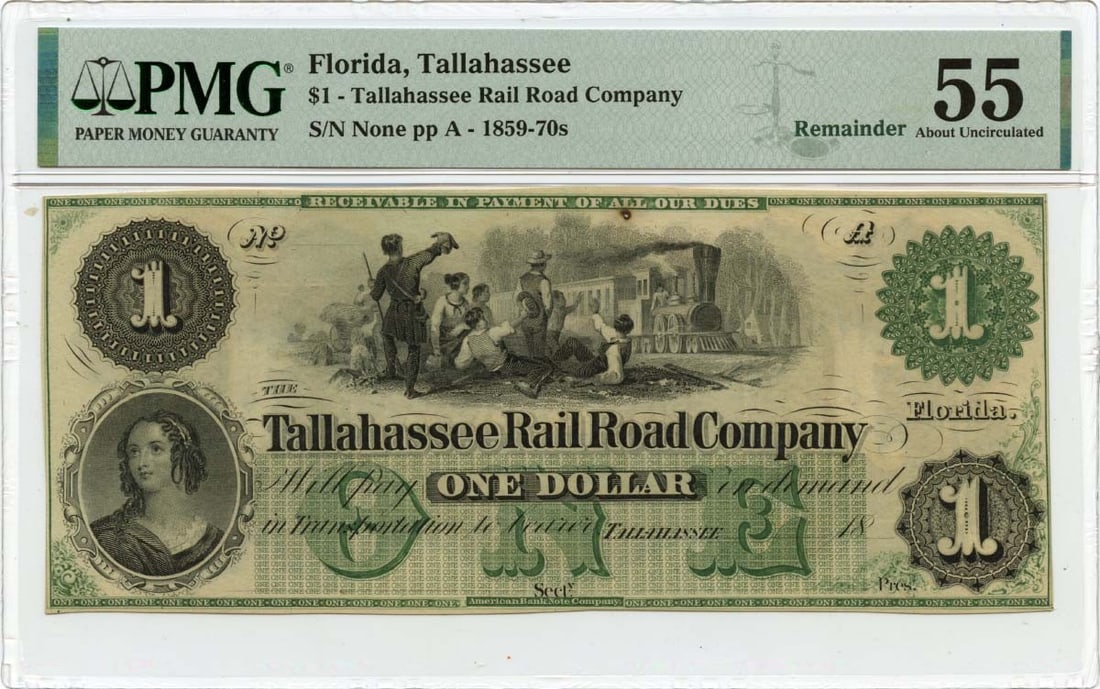 PMG®
PAPER MONEY GUARANTY
Florida, Tallahassee
$1 - Tallahassee Rail Road Company
S/N None pp A - 1859-70s
Remainder
55
About Uncirculated
RECEIVABLE IN PAYMENT OF ALL OUR DUES
No
A
1
1
THE
Florida.
Tallahassee Rail Road Company
Will pay ONE DOLLAR on demand
in Transportation to bearer TALLAHASSEE 18
ONE
1
Secy.
Pres.
American Bank Note Company.